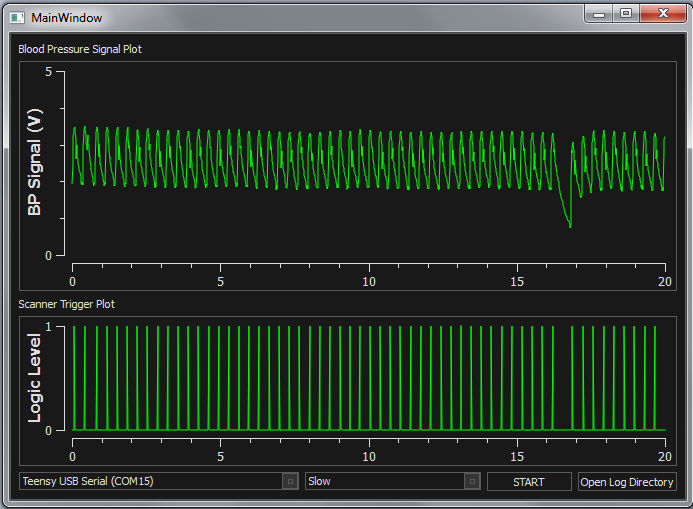 MainWindow
Blood Pressure Signal Plot
5
BP Signal (V)
0
0 5 10 15 20
Scanner Trigger Plot
1
Logic Level
0
0 5 10 15 20
Teensy USB Serial (COM15) Slow START Open Log Directory